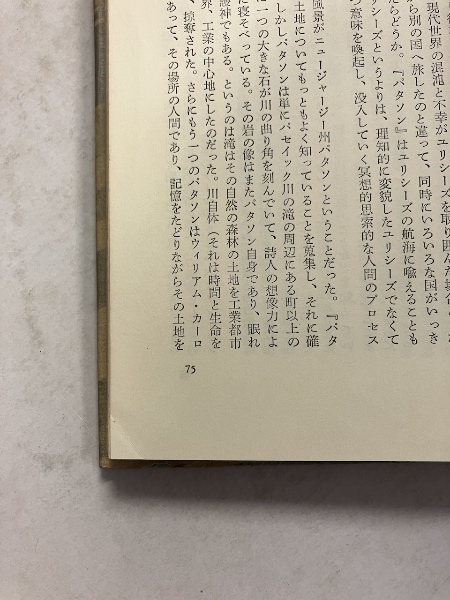 現代世界の混沌と不幸がユリシーズを取り囲んだ
ら別の国へ旅したのと違って、同時にいろいろな国がいっき
たらどうか。『パタソン』はユリシーズの航海に喩えることも
リシーズというよりは、理知的に変貌したユリシーズでなくて
つ意味を喚起し、没入していく冥想的思索的な人間のプロセス
風景がニュージャージー州パタソンということだった。『パタ
土地についてもっともよく知っていることを蒐集し、それに確
しかしパタソンは単にパセイック川の滝の周辺にある町以上の
一つの大きな石が川の曲り角を刻んでいて、詩人の想像力によ
に寝そべっている。その岩の像はまたパタソン自身であり、眠れ
護神でもある。というのは滝はその自然の森林の土地を工業都市
界、工業の中心地にしたのだった。川自体（それは時間と生命を
、掠奪された。さらにもう一つのパタソンはウィリアム・カーロ
あって、その場所の人間であり、記憶をたどりながらその土地を
75